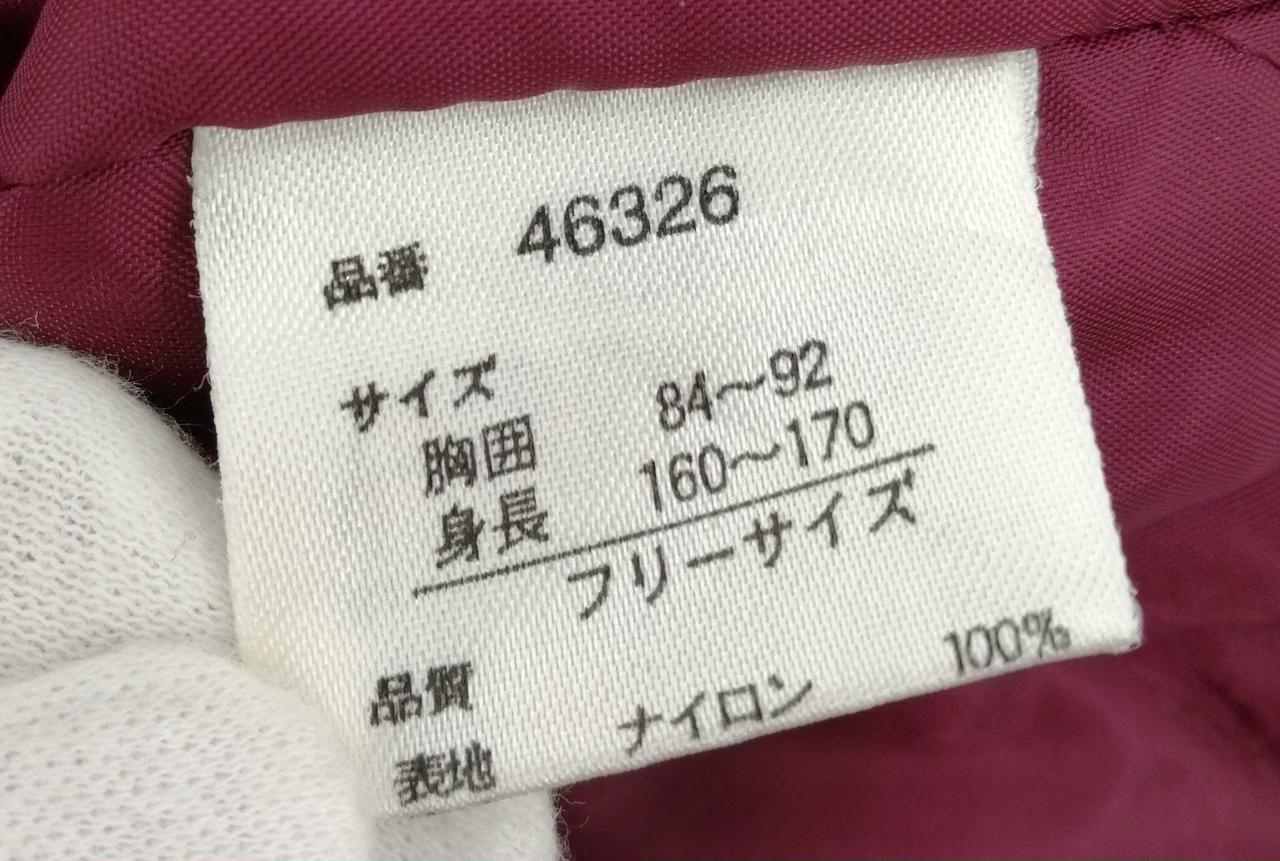 品番 46326
サイズ
胸囲 84～92
身長 160～170
フリーサイズ
品質
表地 ナイロン 100%